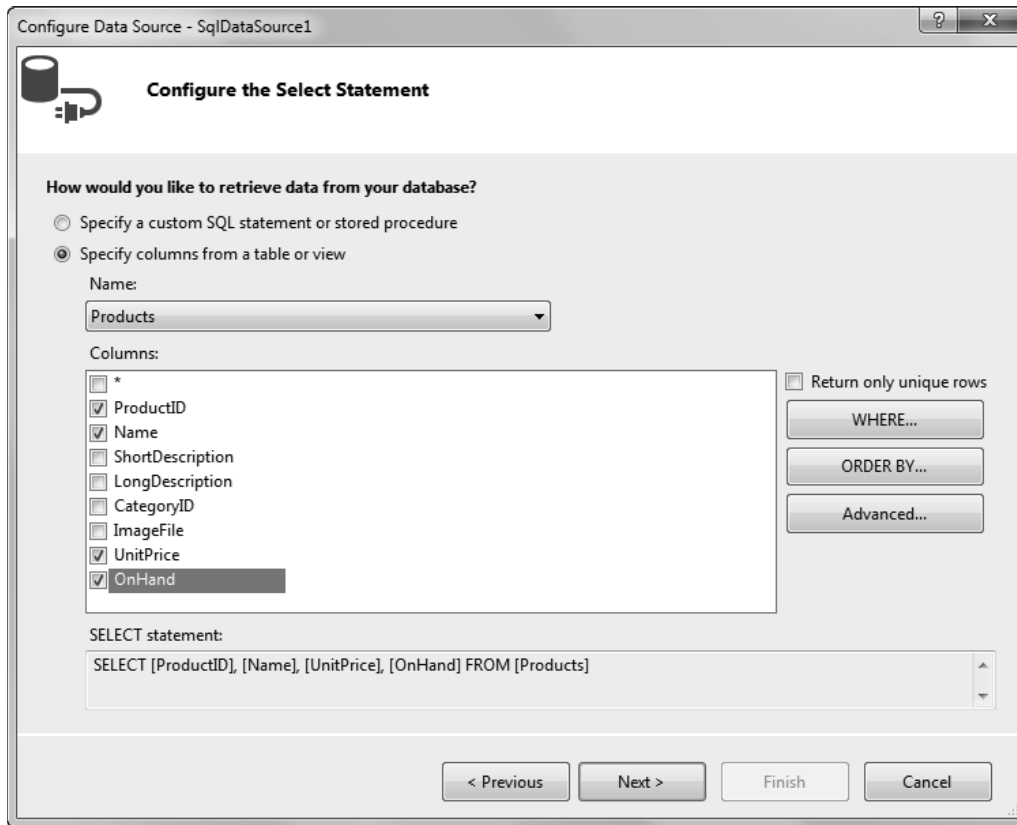 Configure Data Source - SqlDataSource1
?
X
Configure the Select Statement
How would you like to retrieve data from your database?
Specify a custom SQL statement or stored procedure
Specify columns from a table or view
Name:
Products
Columns:
*
ProductID
Name
ShortDescription
LongDescription
CategoryID
ImageFile
UnitPrice
OnHand
Return only unique rows
WHERE...
ORDER BY...
Advanced...
SELECT statement:
SELECT [ProductID], [Name], [UnitPrice], [OnHand] FROM [Products]
< Previous
Next >
Finish
Cancel